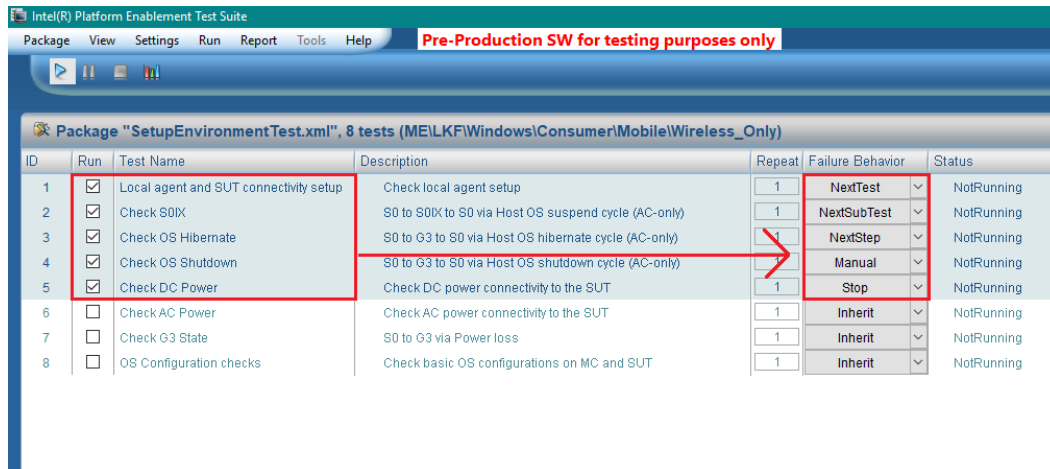 Intel(R) Platform Enablement Test Suite
Package View Settings Run Report Tools Help Pre-Production SW for testing purposes only
Package "SetupEnvironmentTest.xml", 8 tests (ME\LKF\Windows\Consumer\Mobile\Wireless_Only)
ID Run Test Name Description Repeat Failure Behavior Status
1 Local agent and SUT connectivity setup Check local agent setup 1 NextTest NotRunning
2 Check S0IX S0 to S0IX to S0 via Host OS suspend cycle (AC-only) 1 NextSubTest NotRunning
3 Check OS Hibernate S0 to G3 to S0 via Host OS hibernate cycle (AC-only) 1 NextStep NotRunning
4 Check OS Shutdown S0 to G3 to S0 via Host OS shutdown cycle (AC-only) 1 Manual NotRunning
5 Check DC Power Check DC power connectivity to the SUT 1 Stop NotRunning
6 Check AC Power Check AC power connectivity to the SUT 1 Inherit NotRunning
7 Check G3 State S0 to G3 via Power loss 1 Inherit NotRunning
8 OS Configuration checks Check basic OS configurations on MC and SUT 1 Inherit NotRunning